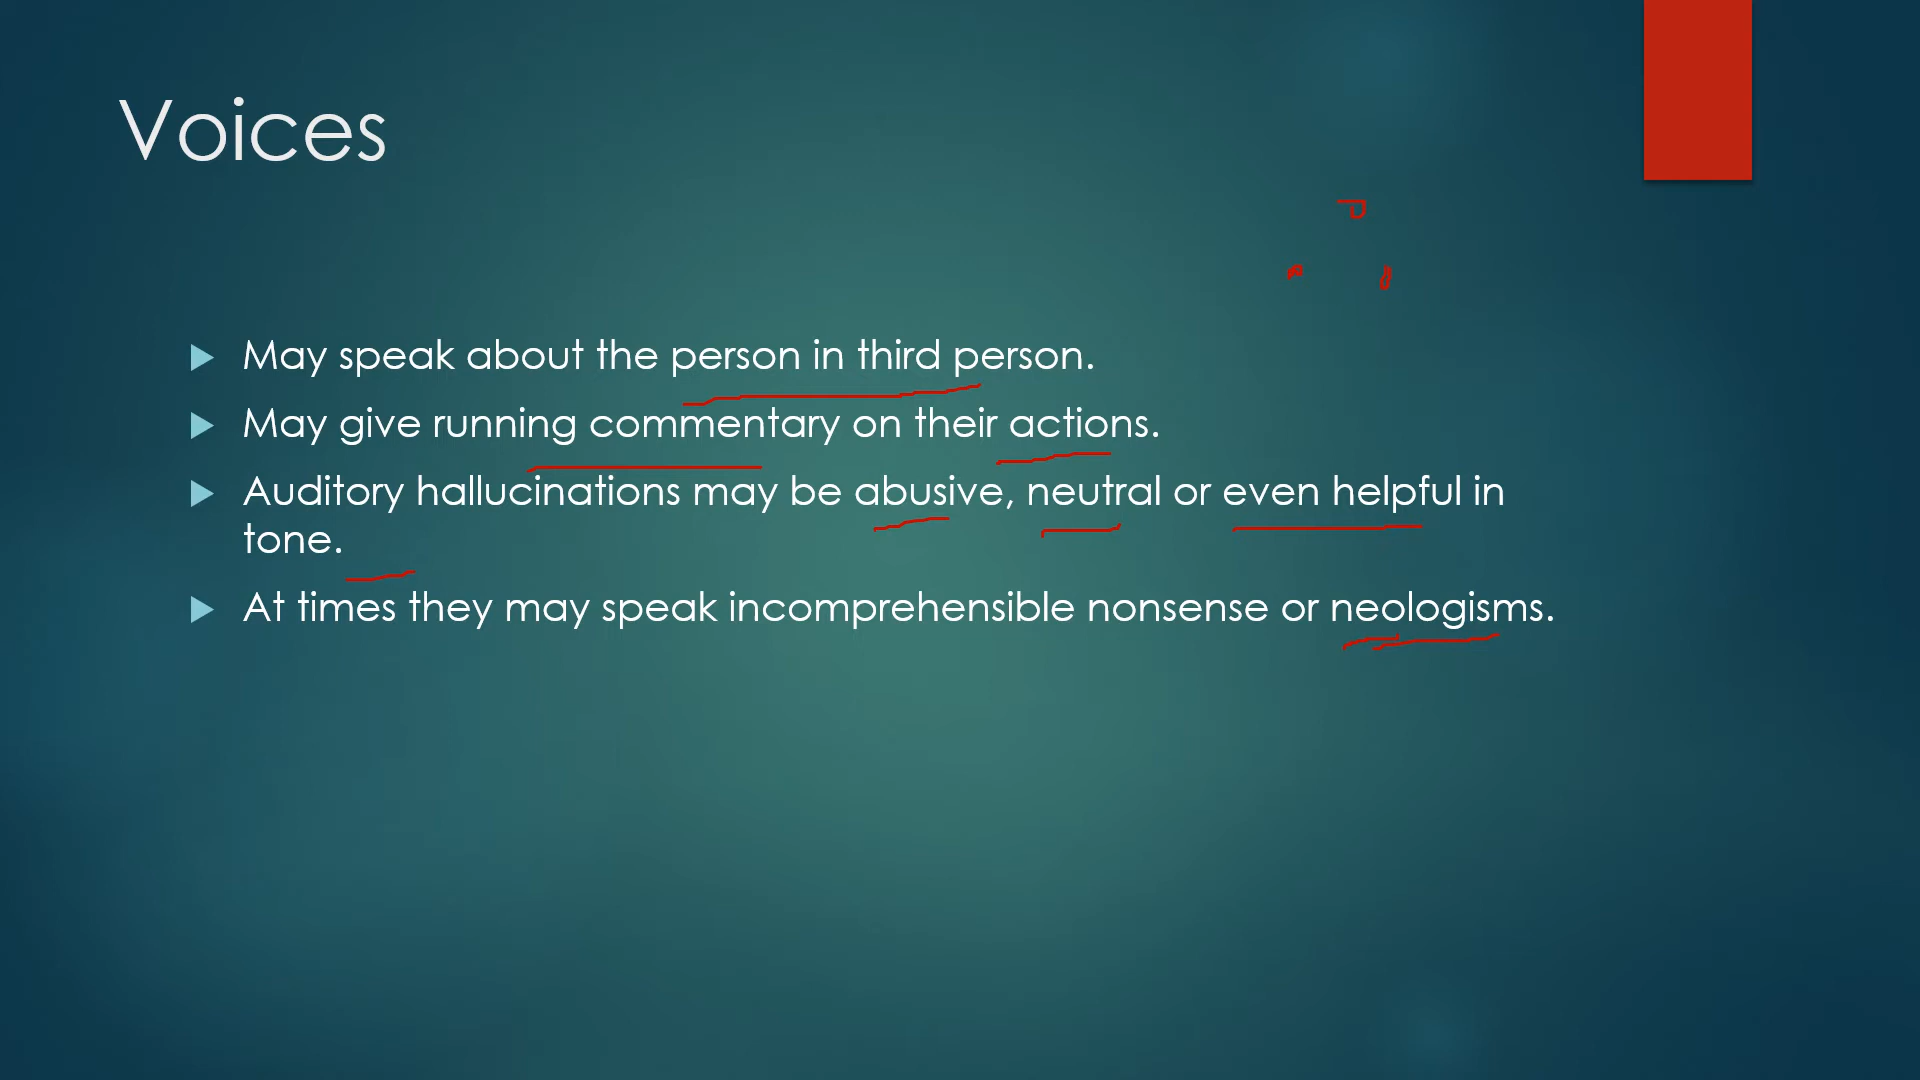 Voices
May speak about the person in third person.
May give running commentary on their actions.
Auditory hallucinations may be abusive, neutral or even helpful in
tone.
At times they may speak incomprehensible nonsense or neologisms.